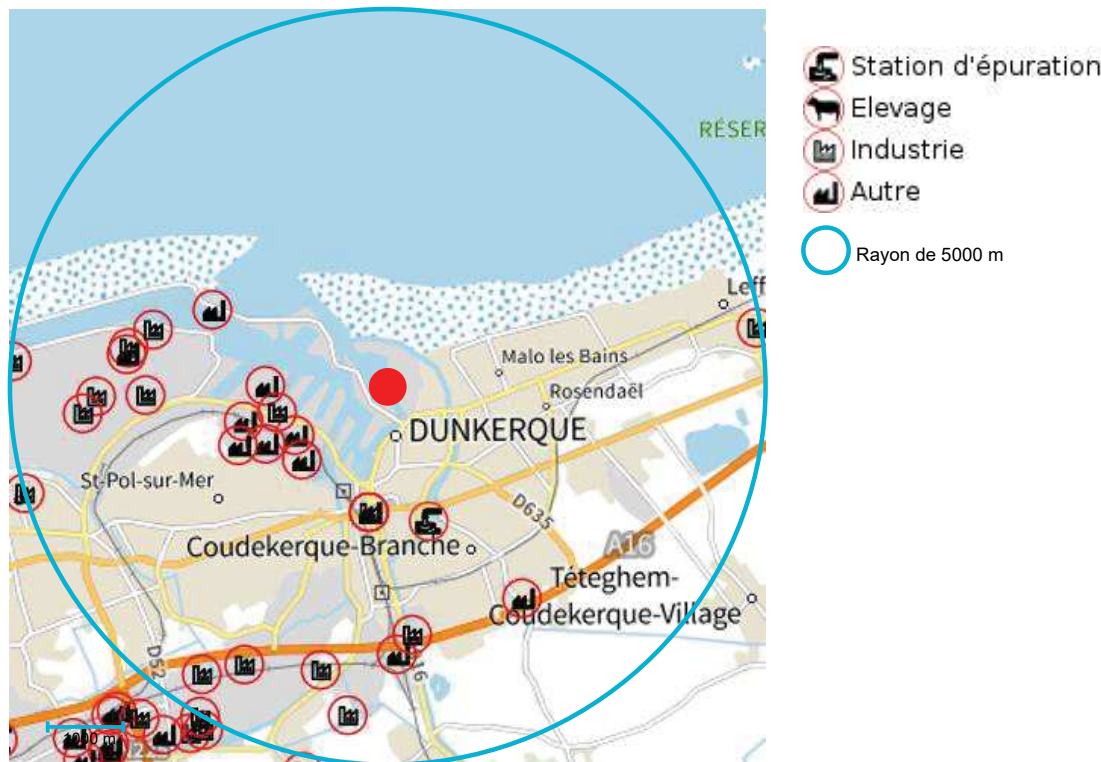 RÉSER
Leff
Malo les Bains
Rosendaël
DUNKERQUE
St-Pol-sur-Mer
D635
Coudekerque-Branche
A16
Téteghem-
Coudekerque-Village
D52
16
1000 m
Station d'épuration
Elevage
Industrie
Autre
Rayon de 5000 m